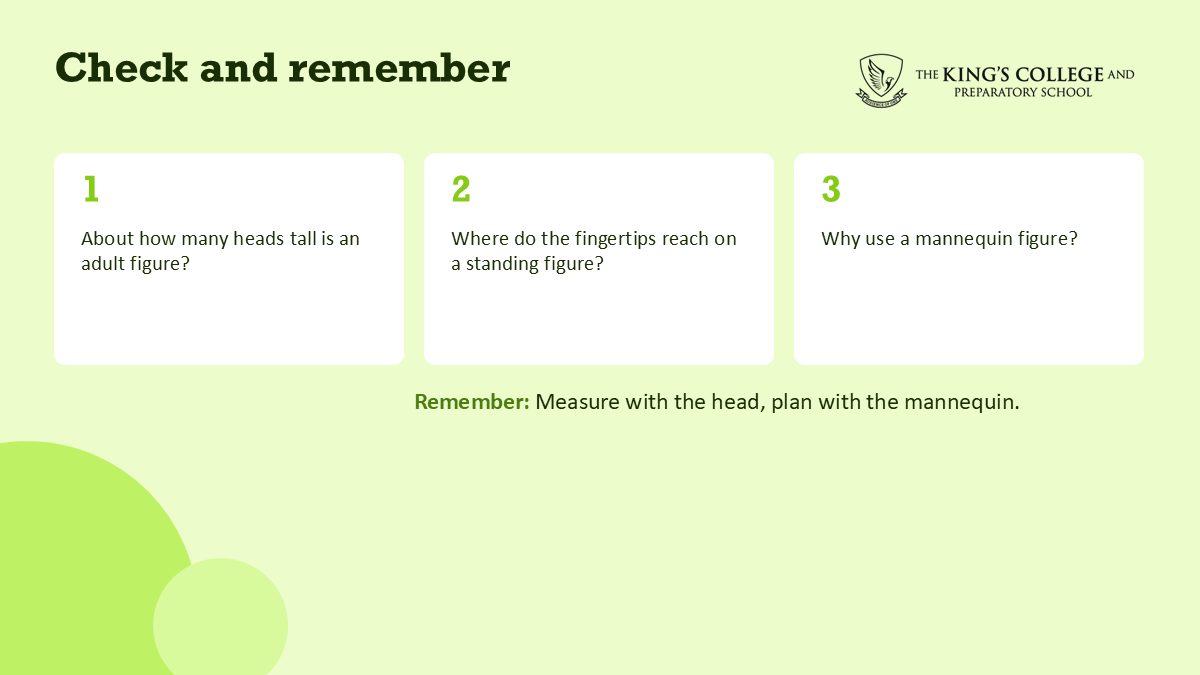 Check and remember
THE KING'S COLLEGE AND
PREPARATORY SCHOOL
1
About how many heads tall is an
adult figure?
2
Where do the fingertips reach on
a standing figure?
3
Why use a mannequin figure?
Remember: Measure with the head, plan with the mannequin.